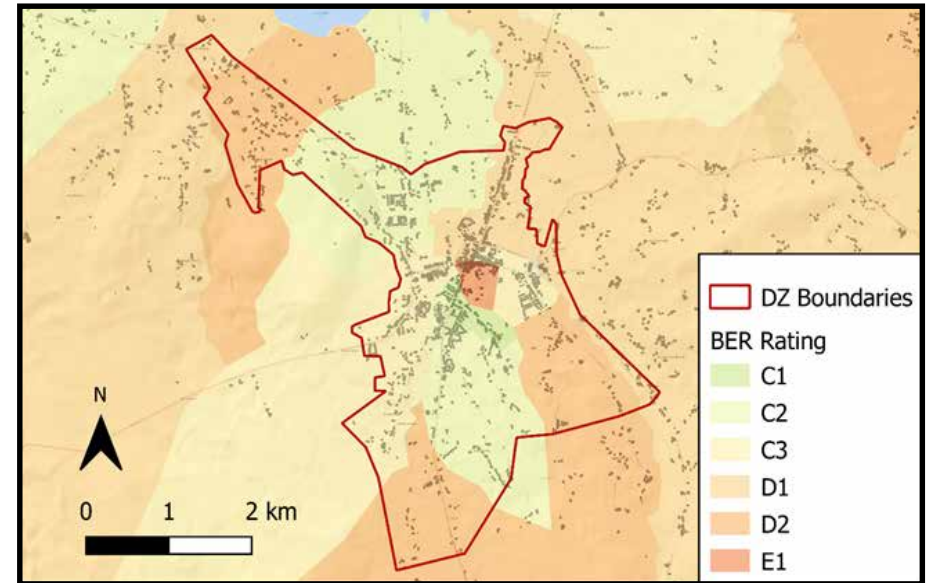 N
0 1 2 km
DZ Boundaries
BER Rating
C1
C2
C3
D1
D2
E1